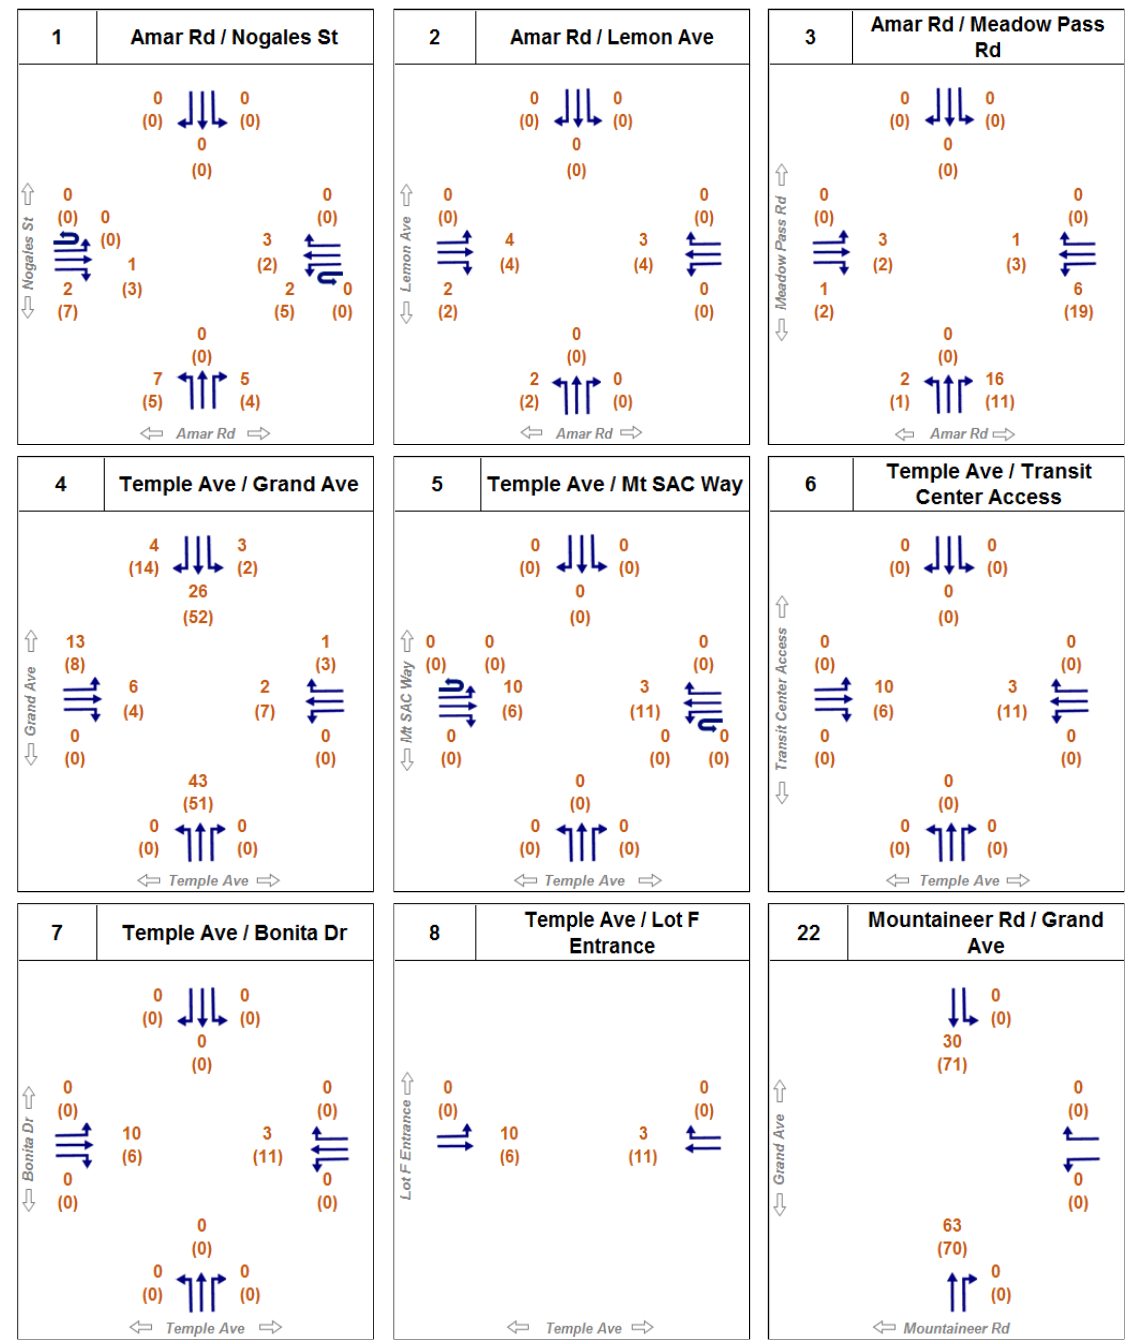 1 Amar Rd / Nogales St
0 0
(0) (0)
0
(0)
0 0
(0) 0 (0)
(0) 3
1 (2)
2 (3) 2 0
(7) (5) (0)
0
(0)
7 5
(5) (4)
Nogales St
Amar Rd
2 Amar Rd / Lemon Ave
0 0
(0) (0)
0
(0)
0 0
(0) (0)
4 3
(4) (4)
2 0
(2) (0)
0
(0)
2 0
(2) (0)
Lemon Ave
Amar Rd
3 Amar Rd / Meadow Pass
Rd
0 0
(0) (0)
0
(0)
0 0
(0) (0)
3 1
(2) (3)
1 6
(2) (19)
0
(0)
2 16
(1) (11)
Meadow Pass Rd
Amar Rd
4 Temple Ave / Grand Ave
4 3
(14) (2)
26
(52)
13 1
(8) (3)
6 2
(4) (7)
0 0
(0) (0)
43
(51)
0 0
(0) (0)
Grand Ave
Temple Ave
5 Temple Ave / Mt SAC Way
0 0
(0) (0)
0
(0)
0 0 0
(0) (0) (0)
10 3
(6) (11)
0 0 0
(0) (0) (0)
0
(0)
0 0
(0) (0)
Mt SAC Way
Temple Ave
6 Temple Ave / Transit
Center Access
0 0
(0) (0)
0
(0)
0 0
(0) (0)
10 3
(6) (11)
0 0
(0) (0)
0
(0)
0 0
(0) (0)
Transit Center Access
Temple Ave
7 Temple Ave / Bonita Dr
0 0
(0) (0)
0
(0)
0 0
(0) (0)
10 3
(6) (11)
0 0
(0) (0)
0
(0)
0 0
(0) (0)
Bonita Dr
Temple Ave
8 Temple Ave / Lot F
Entrance
0 0
(0) (0)
10 3
(6) (11)
Lot F Entrance
Temple Ave
22 Mountaineer Rd / Grand
Ave
0
(0)
30
(71)
0
(0)
0
(0)
63
(70)
0
(0)
Grand Ave
Mountaineer Rd